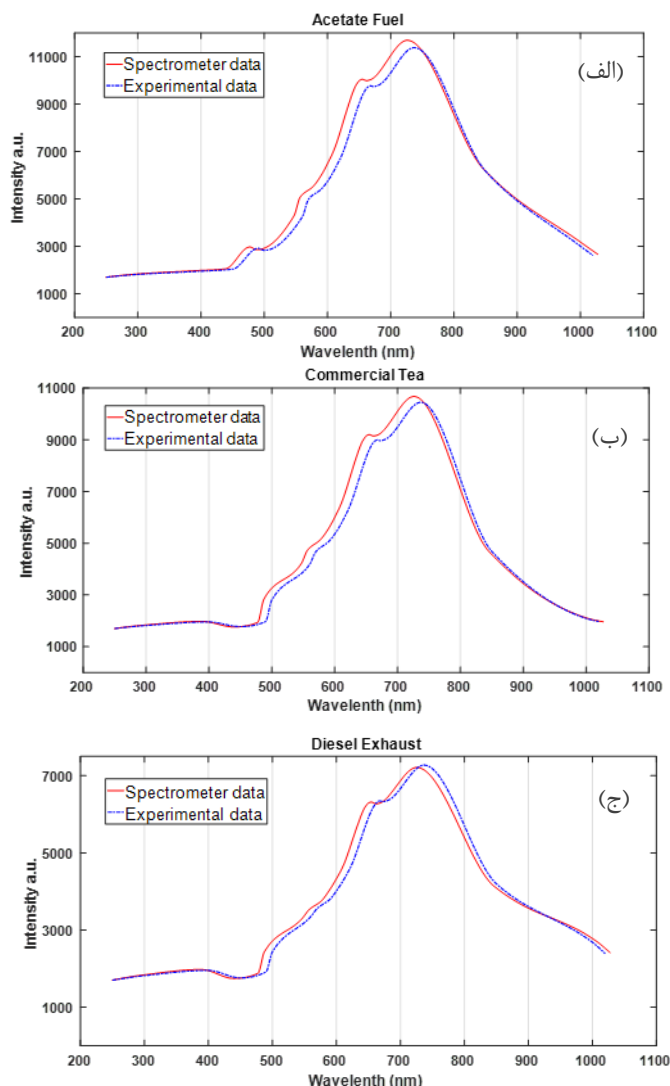 Acetate Fuel
11000
9000
7000
5000
3000
1000
Intensity a.u.
Spectrometer data
Experimental data
(الف)
200 300 400 500 600 700 800 900 1000 1100
Wavelenth (nm)
Commercial Tea
11000
9000
7000
5000
3000
1000
Intensity a.u.
Spectrometer data
Experimental data
(ب)
200 300 400 500 600 700 800 900 1000 1100
Wavelenth (nm)
Diesel Exhaust
7000
5000
3000
1000
Intensity a.u.
Spectrometer data
Experimental data
(ج)
200 300 400 500 600 700 800 900 1000 1100
Wavelenth (nm)